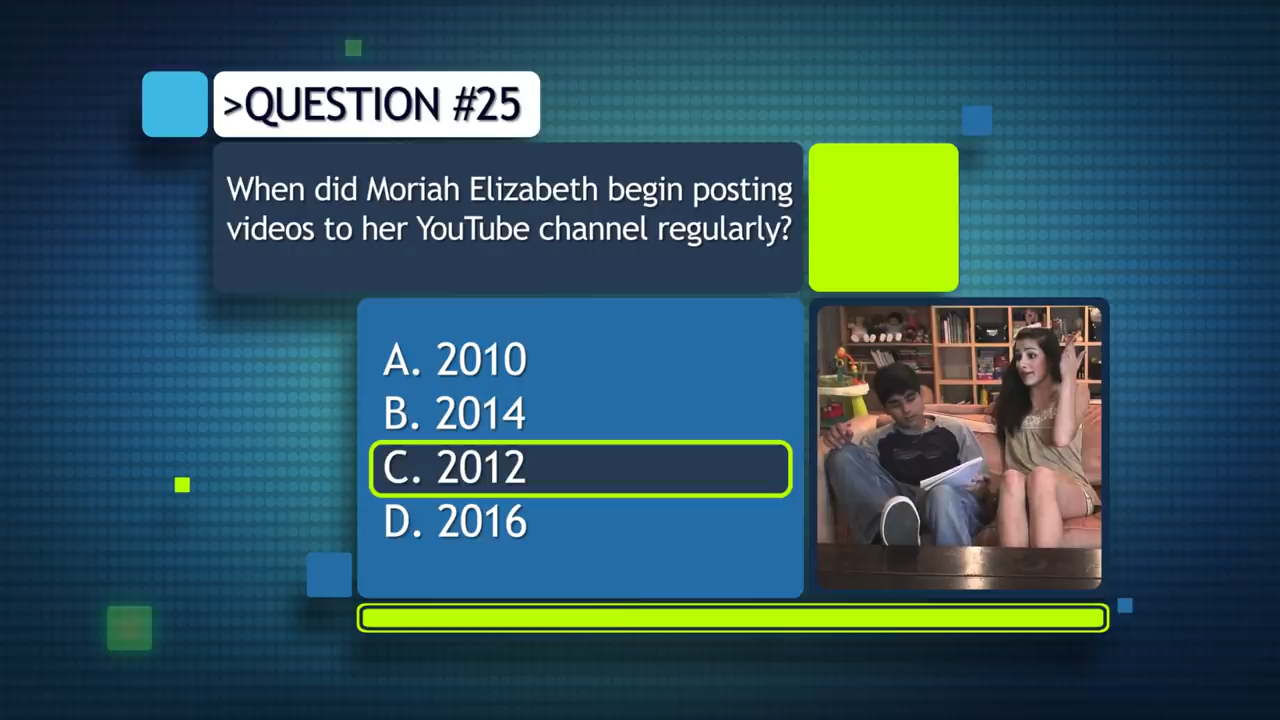 >QUESTION #25
When did Moriah Elizabeth begin posting
videos to her YouTube channel regularly?
A. 2010
B. 2014
C. 2012
D. 2016